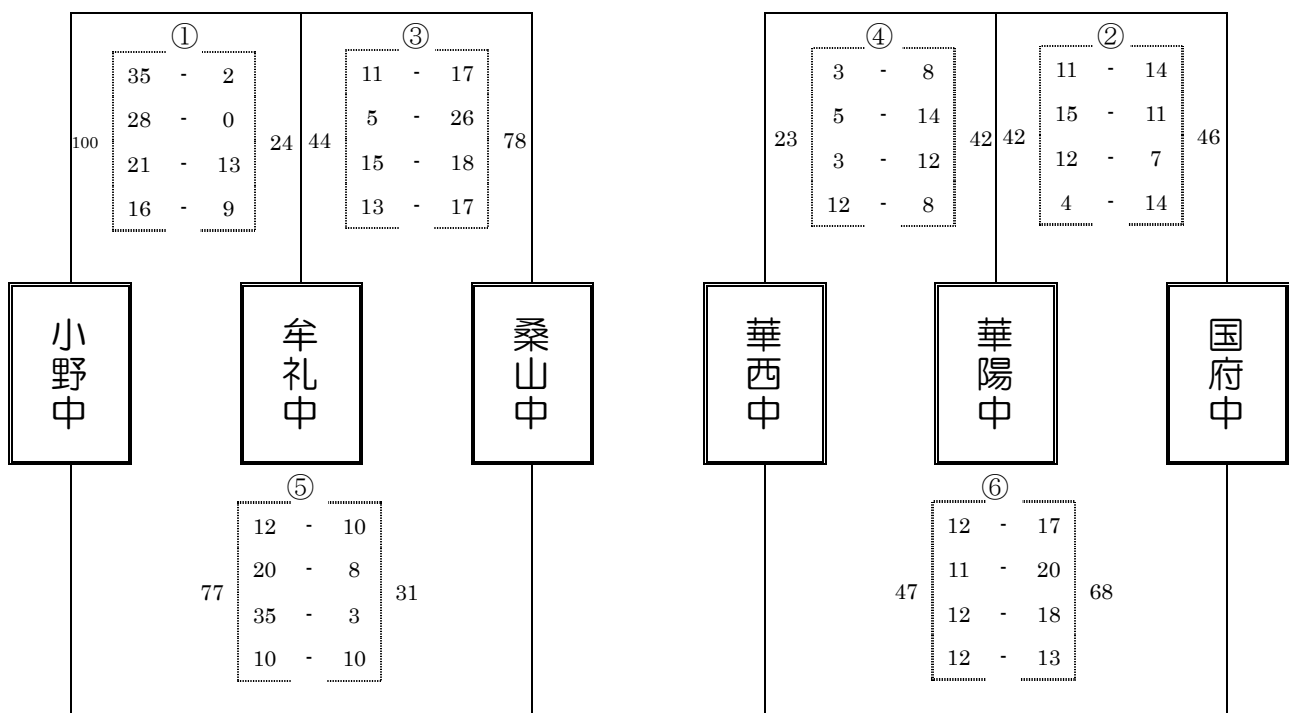 ① ③ ④ ②
35 - 2 11 - 17 3 - 8 11 - 14
28 - 0 5 - 26 5 - 14 15 - 11
100 24 44 78 23 42 42 46
21 - 13 15 - 18 3 - 12 12 - 7
16 - 9 13 - 17 12 - 8 4 - 14
小野中
牟礼中
桑山中
華西中
華陽中
国府中
⑤ ⑥
12 - 10 12 - 17
20 - 8 11 - 20
77 31 47 68
35 - 3 12 - 18
10 - 10 12 - 13